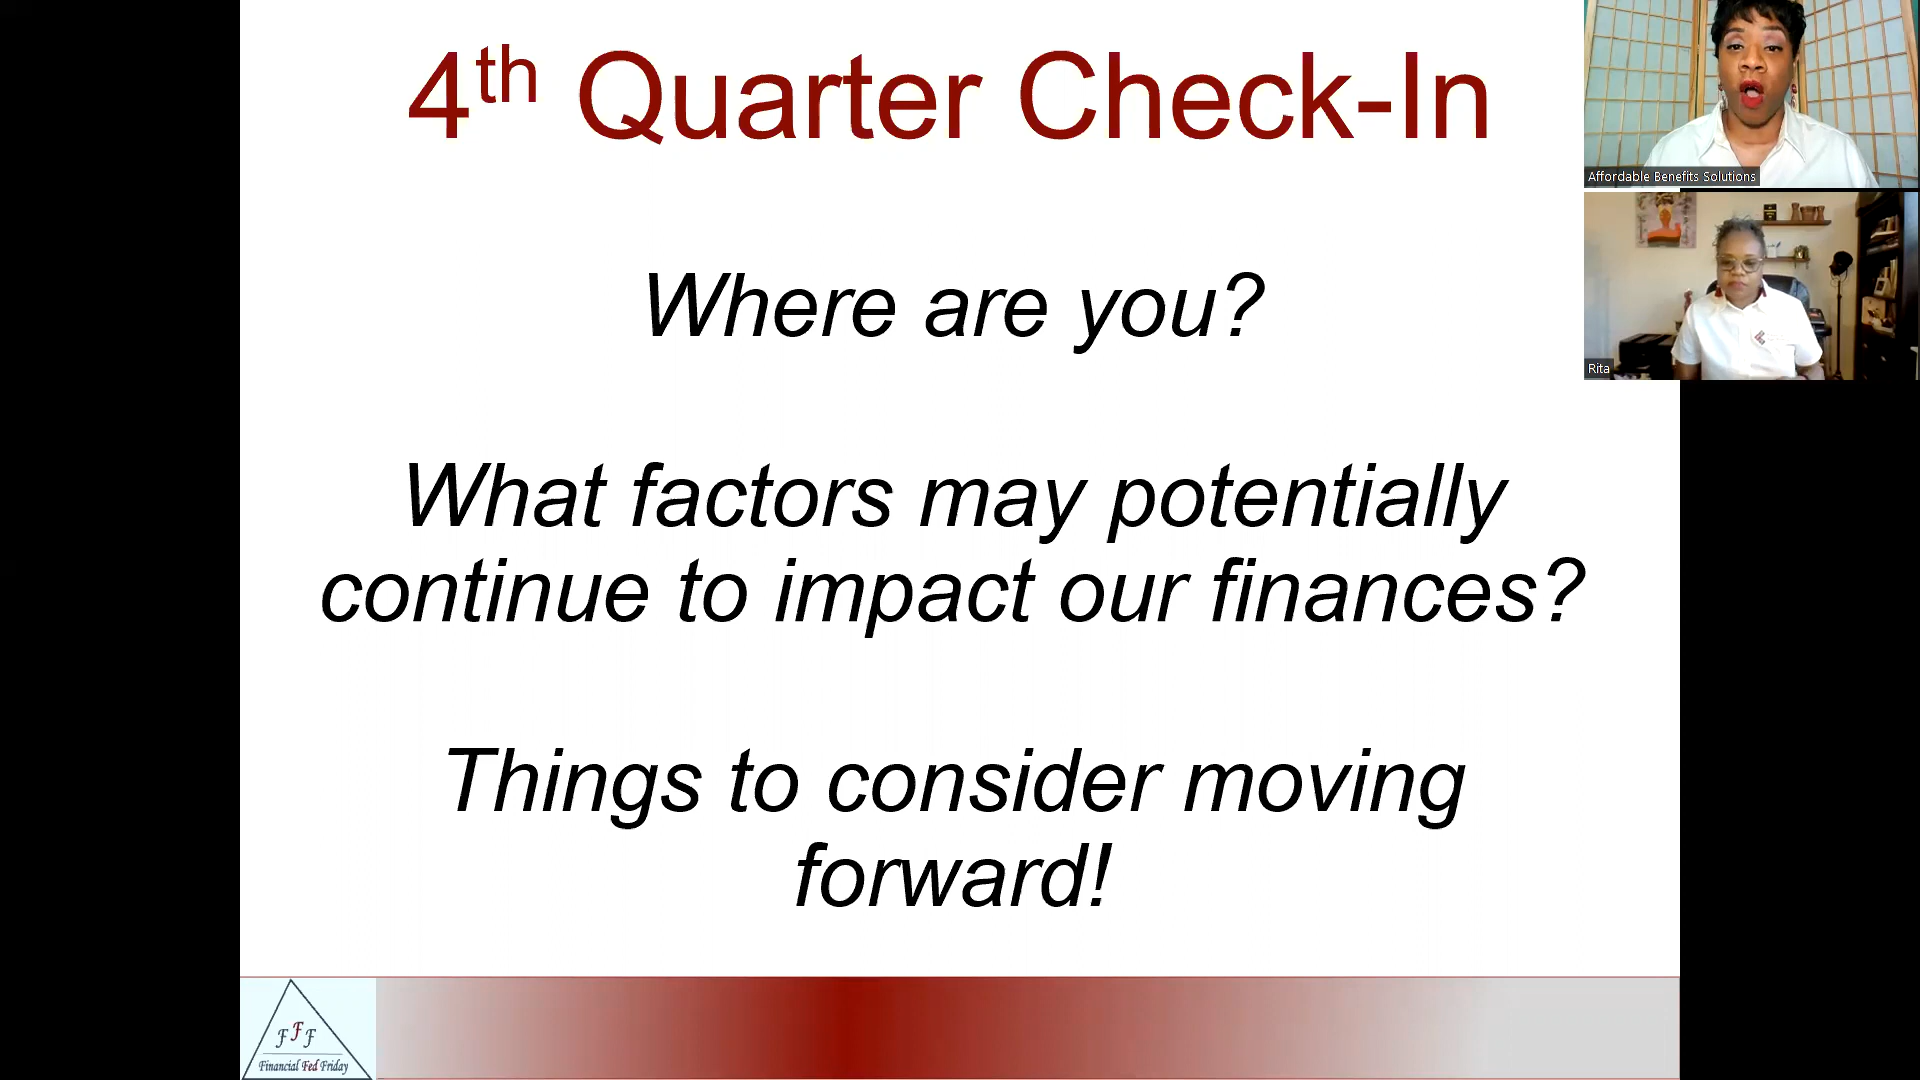 4th Quarter Check-In
Where are you?
What factors may potentially
continue to impact our finances?
Things to consider moving
forward!
Affordable Benefits Solutions
Rita
F F F
Financial Fed Friday